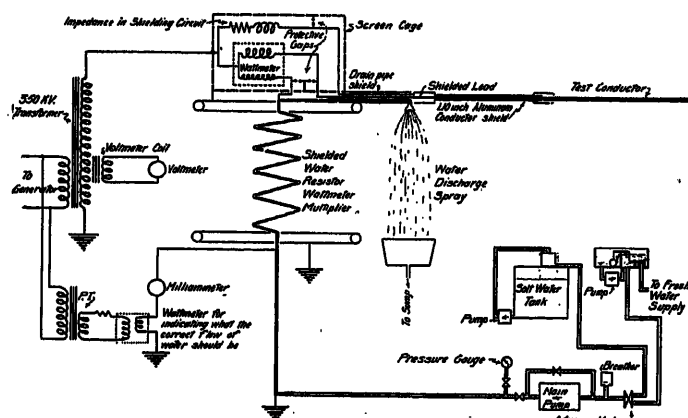 Impedance in Shielding Circuit
Screen Cage
Protective
Gaps
Wattmeter
Drain pipe
shield
Shielded Lead
Test Conductor
1.10 inch Aluminum
Conductor shield
550 KV.
Transformer
Voltmeter Coil
Voltmeter
To
Generator
Shielded
Water
Resistor
Wattmeter
Multiplier
Water
Discharge
Spray
To Sump
Milliammeter
P.T.
Wattmeter for
indicating what the
correct flow of
water should be
Salt Water
Tank
Pump
Pump
To Fresh
Water
Supply
Pressure Gauge
Breather
Main
Pump